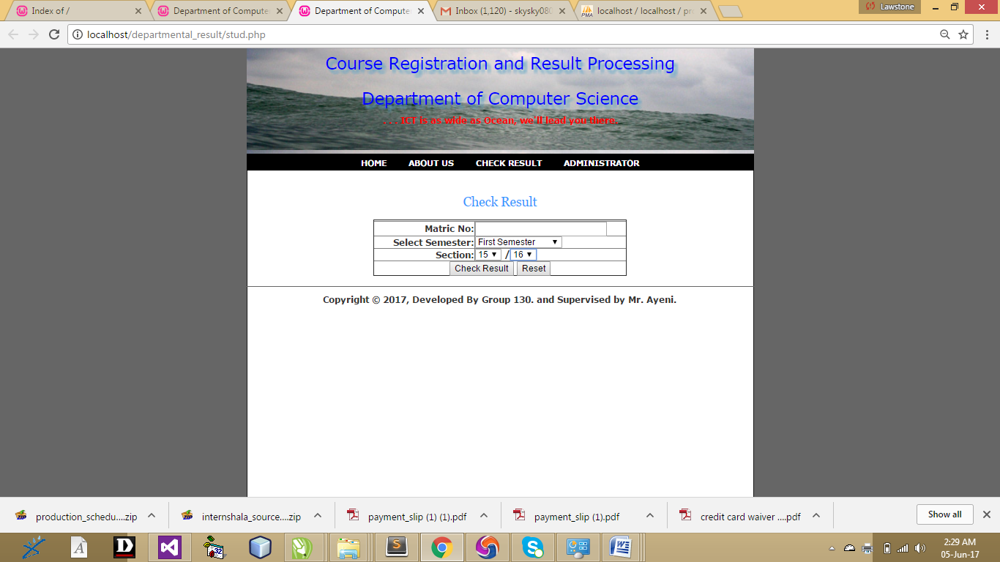 Index of /
Department of Computer
Department of Compute
Inbox (1,120) - skysky080
localhost / localhost / pr
Lawstone
localhost/departmental_result/stud.php
Course Registration and Result Processing
Department of Computer Science
. . . . ICT is as wide as Ocean, we'll lead you there.
HOME ABOUT US CHECK RESULT ADMINISTRATOR
Check Result
Matric No:
Select Semester: First Semester
Section: 15 / 16
Check Result Reset
Copyright © 2017, Developed By Group 130. and Supervised by Mr. Ayeni.
production_schedu....zip
internshala_source....zip
payment_slip (1) (1).pdf
payment_slip (1).pdf
credit card waiver ....pdf
Show all
2:29 AM
05-Jun-17